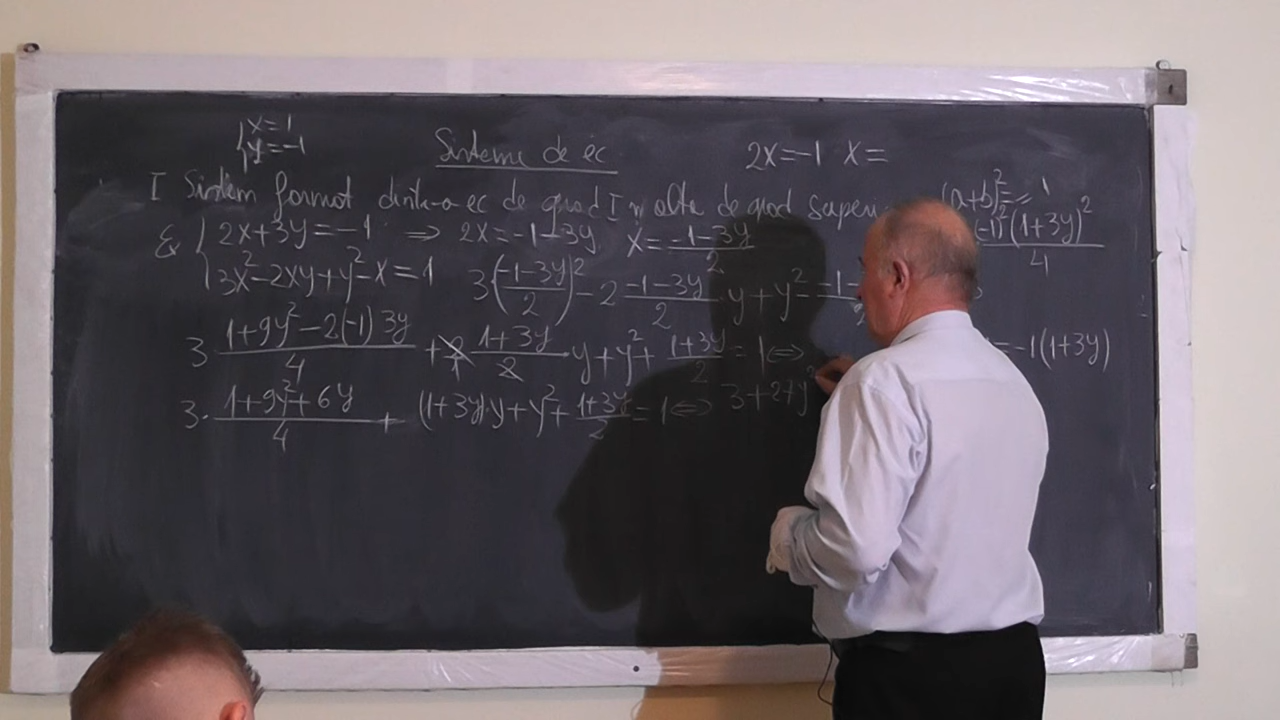 x=1
y=-1
Sisteme de ec
2x=-1 x=
I Sistem format dintr-o ec de grad I și alta de grad super
(a+b)²=
{ 2x+3y=-1 ⇒ 2x=-1-3y x=(-1-3y)/2
(-1)²(1+3y)²/4
3x²-2xy+y²-x=1 3((-1-3y)/2)²-2(-1-3y)/2 y+y²-
3 (1+9y²-2(-1)3y)/4 +2/1 (1+3y)/2 y+y²+(1+3y)/2=1⇔
=-1(1+3y)
3·(1+9y²+6y)/4 + (1+3y)·y+y²+(1+3y)/2=1⇔ 3+27y²